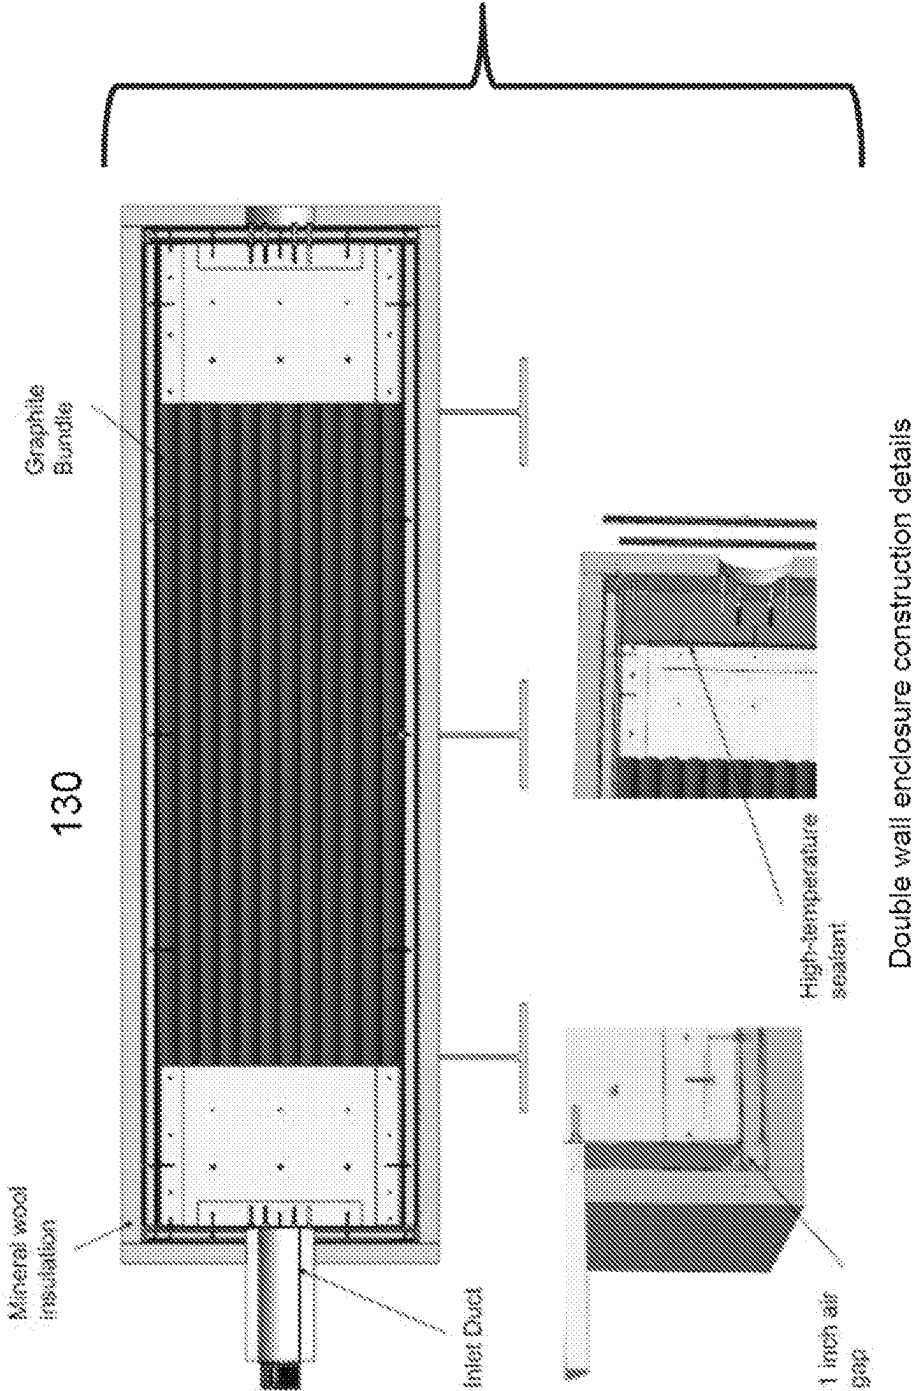 130
Mineral wool
insulation
Graphite
Bundle
Inlet Duct
1 inch air
gap
High-temperature
sealant
Double wall enclosure construction details